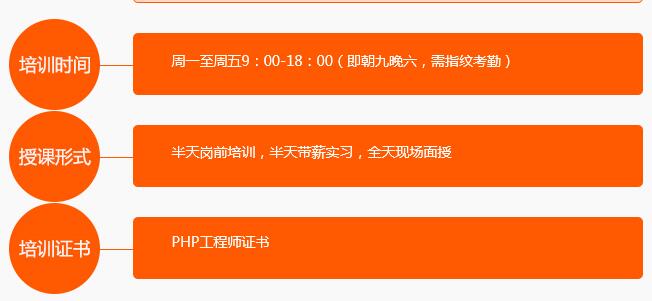 培训时间
周一至周五9：00-18：00（即朝九晚六，需指纹考勤）
授课形式
半天岗前培训，半天带薪实习，全天现场面授
培训证书
PHP工程师证书